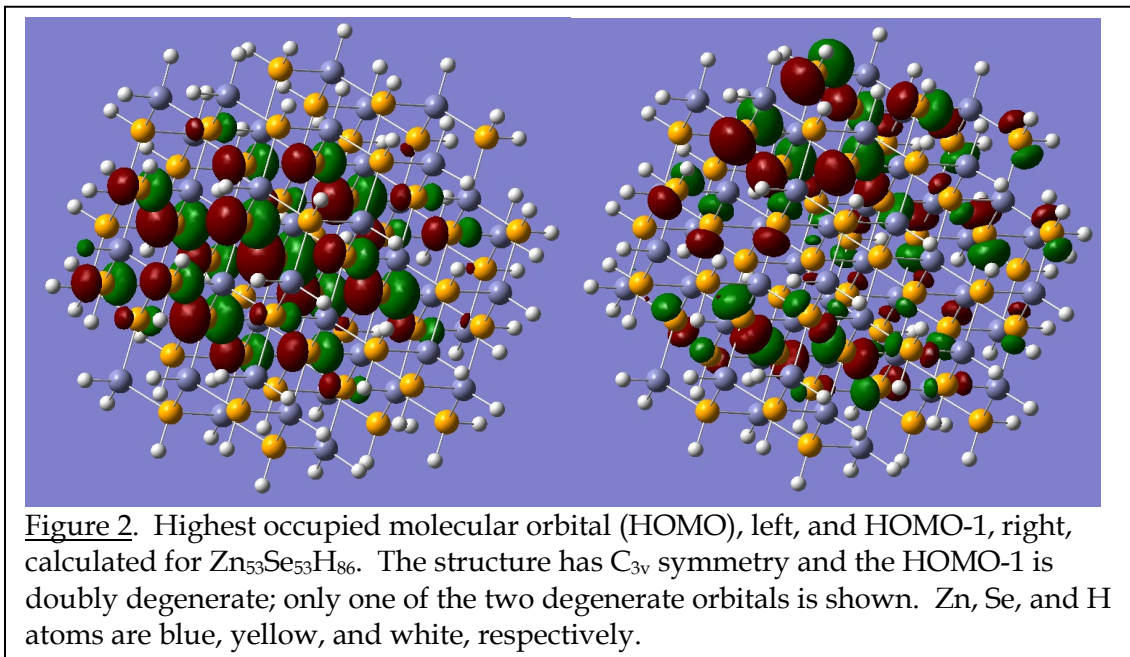 Figure 2.  Highest occupied molecular orbital (HOMO), left, and HOMO-1, right,
calculated for Zn₅₃Se₅₃H₈₆.  The structure has C₃ᵥ symmetry and the HOMO-1 is
doubly degenerate; only one of the two degenerate orbitals is shown.  Zn, Se, and H
atoms are blue, yellow, and white, respectively.